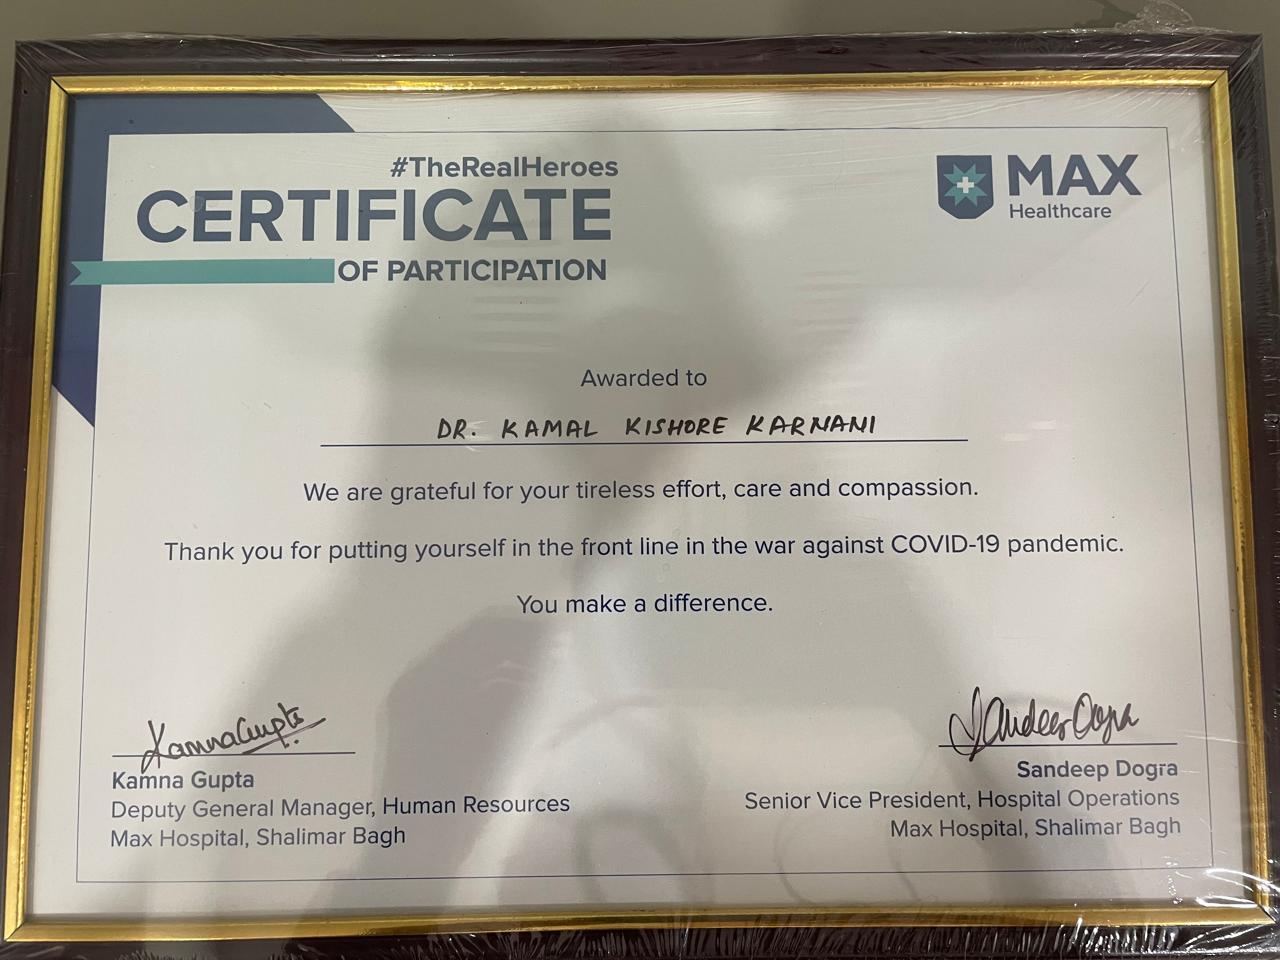 #TheRealHeroes
CERTIFICATE
OF PARTICIPATION
MAX
Healthcare
Awarded to
DR. KAMAL KISHORE KARNANI
We are grateful for your tireless effort, care and compassion.
Thank you for putting yourself in the front line in the war against COVID-19 pandemic.
You make a difference.
Kamna Gupta
Kamna Gupta
Deputy General Manager, Human Resources
Max Hospital, Shalimar Bagh
Sandeep Dogra
Sandeep Dogra
Senior Vice President, Hospital Operations
Max Hospital, Shalimar Bagh